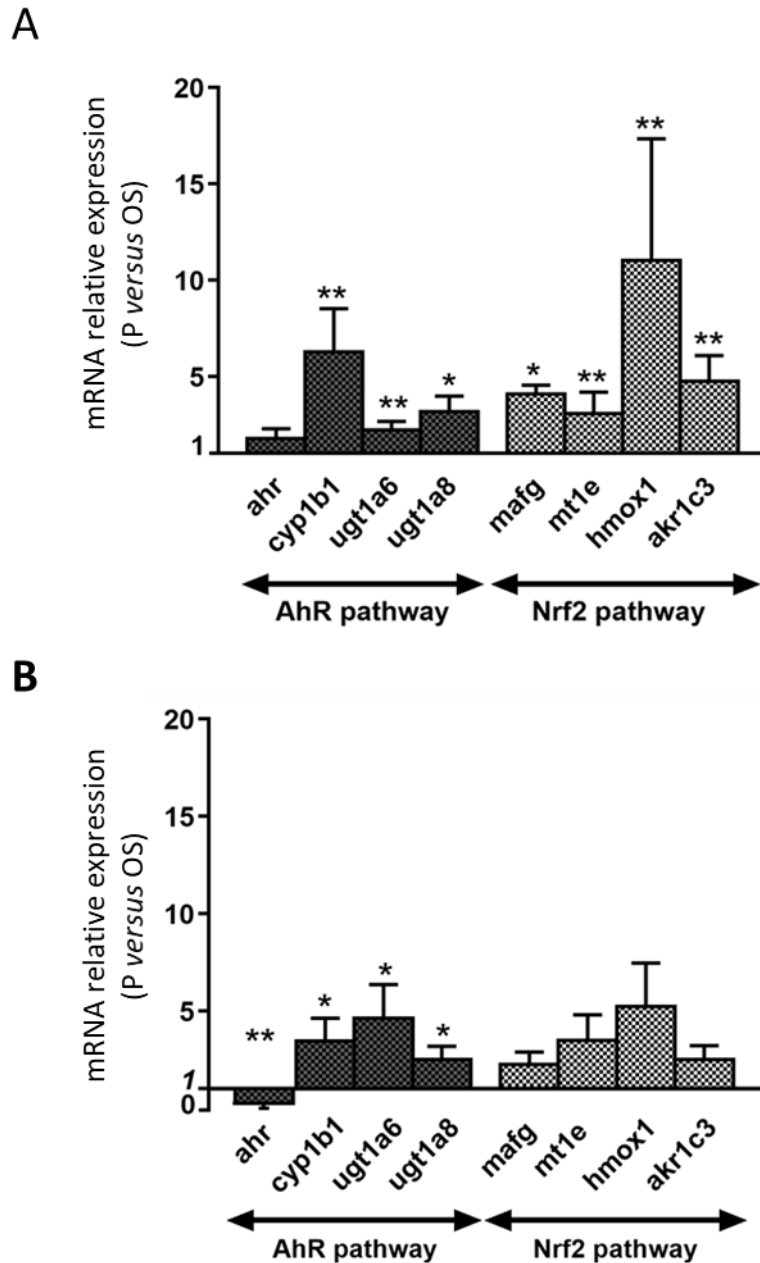 A
mRNA relative expression
(P versus OS)
20
15
10
5
1
**
**
*
*
**
**
**
ahr
cyp1b1
ugt1a6
ugt1a8
mafg
mt1e
hmox1
akr1c3
AhR pathway
Nrf2 pathway
B
mRNA relative expression
(P versus OS)
20
15
10
5
1
0
**
*
*
*
ahr
cyp1b1
ugt1a6
ugt1a8
mafg
mt1e
hmox1
akr1c3
AhR pathway
Nrf2 pathway